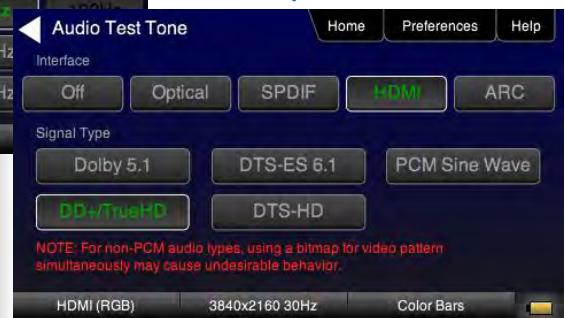 Hz
Hz
Audio Test Tone
Home
Preferences
Help
Interface
Off
Optical
SPDIF
HDMI
ARC
Signal Type
Dolby 5.1
DTS-ES 6.1
PCM Sine Wave
DD+/TrueHD
DTS-HD
NOTE: For non-PCM audio types, using a bitmap for video pattern
simultaneously may cause undesirable behavior.
HDMI (RGB)
3840x2160 30Hz
Color Bars